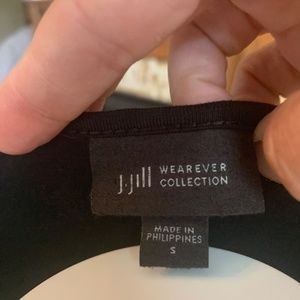 J.Jill WEAREVER
COLLECTION
MADE IN
PHILIPPINES
S